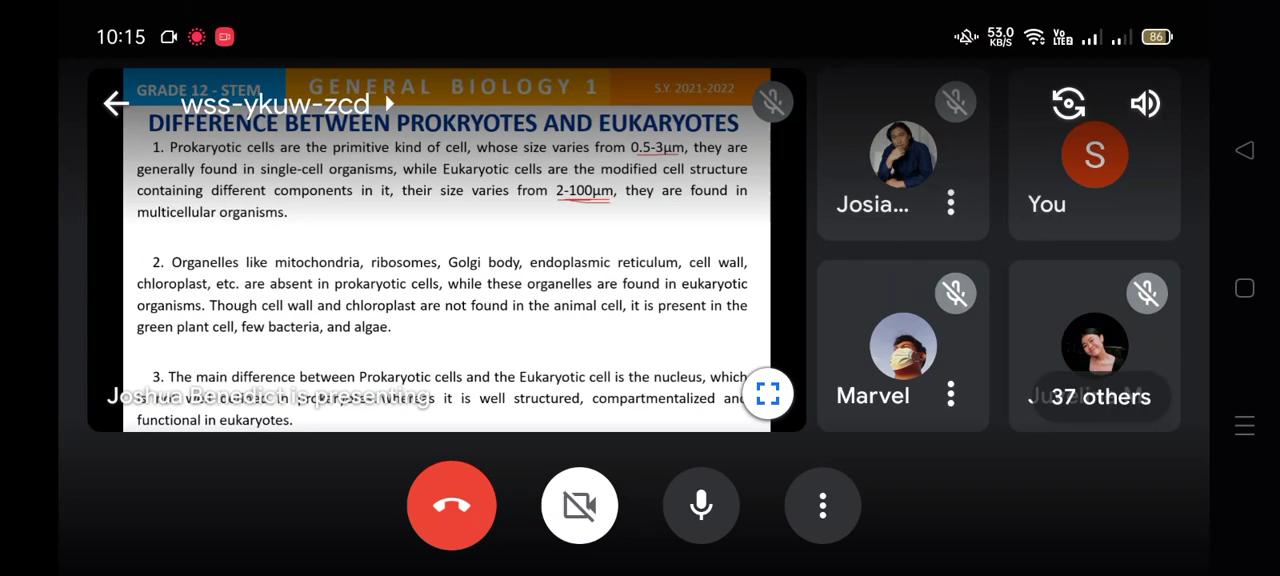 10:15
53.0
KB/S
Vo
LTE2
86
GRADE 12 - STEM
GENERAL BIOLOGY 1
S.Y. 2021-2022
wss-ykuw-zcd
DIFFERENCE BETWEEN PROKRYOTES AND EUKARYOTES
1. Prokaryotic cells are the primitive kind of cell, whose size varies from 0.5-3µm, they are
generally found in single-cell organisms, while Eukaryotic cells are the modified cell structure
containing different components in it, their size varies from 2-100µm, they are found in
multicellular organisms.
2. Organelles like mitochondria, ribosomes, Golgi body, endoplasmic reticulum, cell wall,
chloroplast, etc. are absent in prokaryotic cells, while these organelles are found in eukaryotic
organisms. Though cell wall and chloroplast are not found in the animal cell, it is present in the
green plant cell, few bacteria, and algae.
3. The main difference between Prokaryotic cells and the Eukaryotic cell is the nucleus, which
it is well structured, compartmentalized and
functional in eukaryotes.
Joshua Benedict is presenting
Josia...
S
You
Marvel
37 others